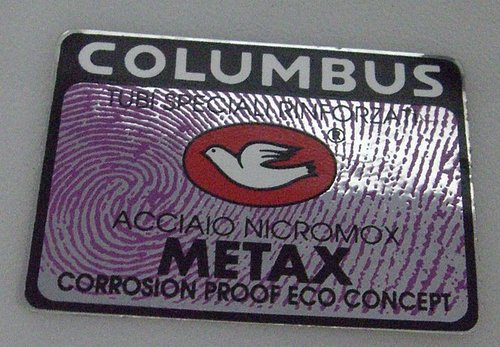 COLUMBUS
TUBI SPECIALI RINFORZATI
®
ACCIAIO NICROMOX
METAX
CORROSION PROOF ECO CONCEPT